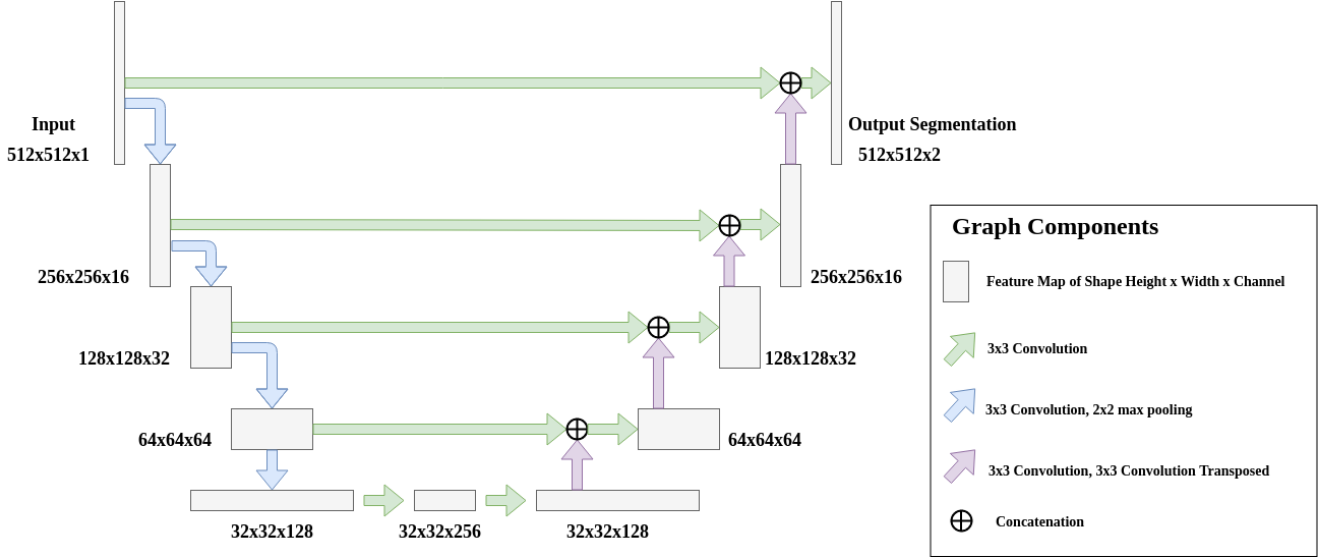 Input
512x512x1
Output Segmentation
512x512x2
256x256x16
256x256x16
128x128x32
128x128x32
64x64x64
64x64x64
32x32x128
32x32x256
32x32x128
Graph Components
Feature Map of Shape Height x Width x Channel
3x3 Convolution
3x3 Convolution, 2x2 max pooling
3x3 Convolution, 3x3 Convolution Transposed
Concatenation